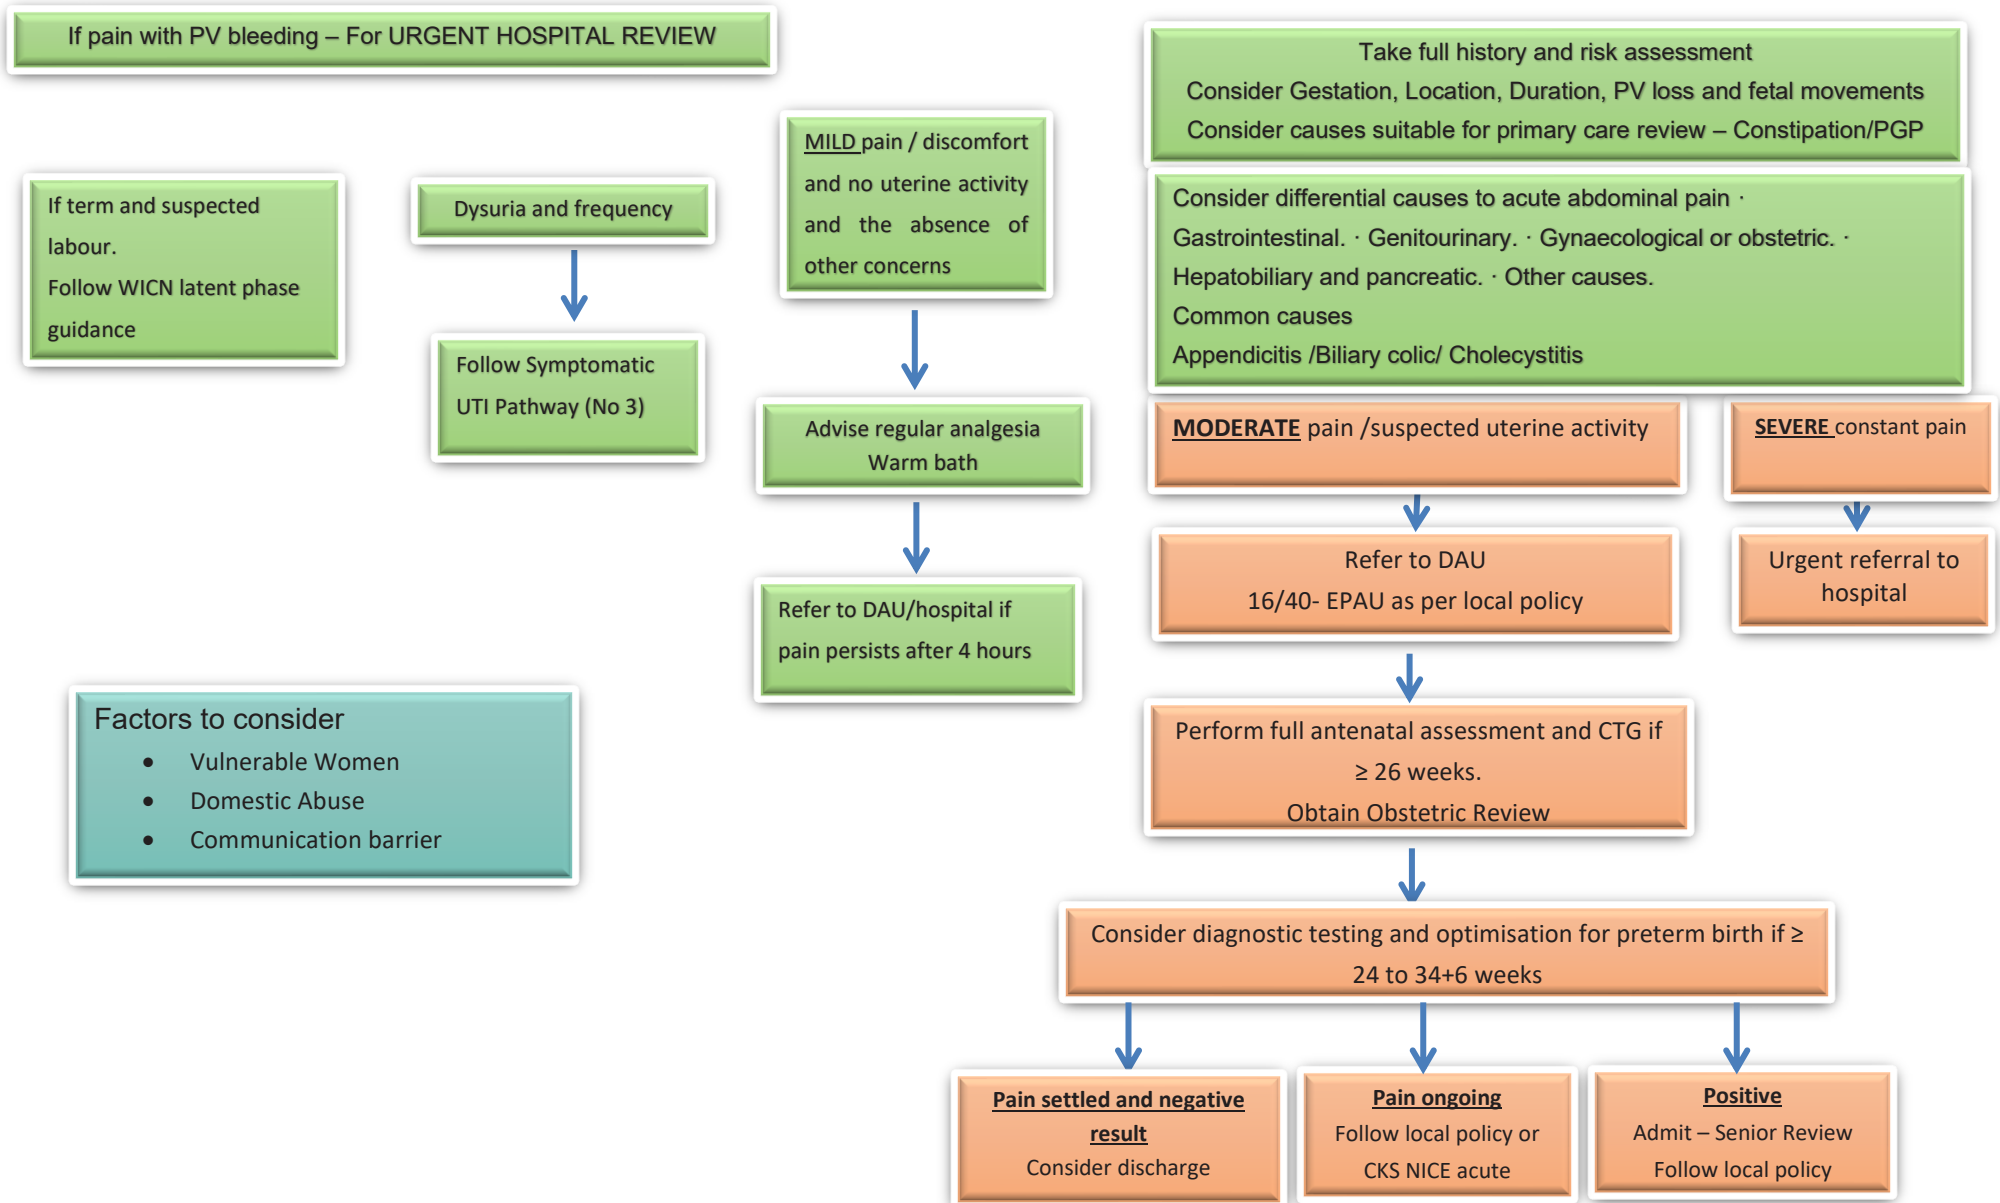 If pain with PV bleeding – For URGENT HOSPITAL REVIEW
Take full history and risk assessment
Consider Gestation, Location, Duration, PV loss and fetal movements
Consider causes suitable for primary care review – Constipation/PGP
If term and suspected
labour.
Follow WICN latent phase
guidance
Dysuria and frequency
Follow Symptomatic
UTI Pathway (No 3)
MILD pain / discomfort
and no uterine activity
and the absence of
other concerns
Advise regular analgesia
Warm bath
Refer to DAU/hospital if
pain persists after 4 hours
Consider differential causes to acute abdominal pain ·
Gastrointestinal. · Genitourinary. · Gynaecological or obstetric. ·
Hepatobiliary and pancreatic. · Other causes.
Common causes
Appendicitis /Biliary colic/ Cholecystitis
MODERATE pain /suspected uterine activity
SEVERE constant pain
Refer to DAU
16/40- EPAU as per local policy
Urgent referral to
hospital
Factors to consider
• Vulnerable Women
• Domestic Abuse
• Communication barrier
Perform full antenatal assessment and CTG if
≥ 26 weeks.
Obtain Obstetric Review
Consider diagnostic testing and optimisation for preterm birth if ≥
24 to 34+6 weeks
Pain settled and negative
result
Consider discharge
Pain ongoing
Follow local policy or
CKS NICE acute
Positive
Admit – Senior Review
Follow local policy